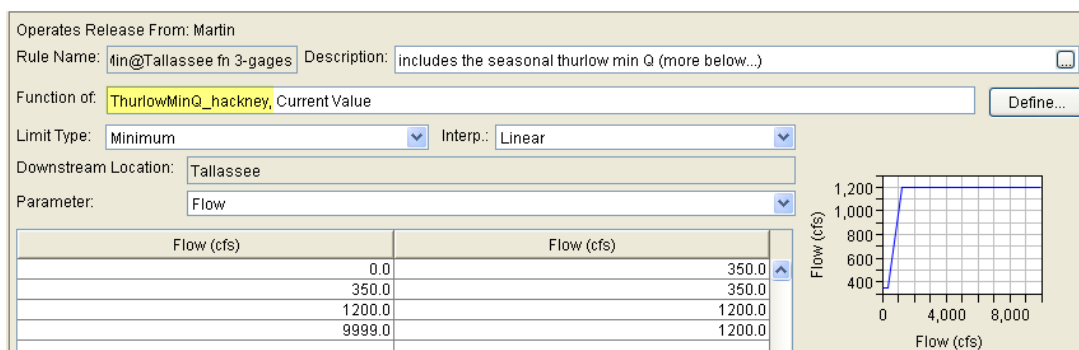 Operates Release From: Martin
Rule Name: Min@Tallassee fn 3-gages Description: includes the seasonal thurlow min Q (more below...) ...
Function of: ThurlowMinQ_hackney, Current Value Define...
Limit Type: Minimum Interp.: Linear
Downstream Location: Tallassee
Parameter: Flow
Flow (cfs) Flow (cfs)
0.0 350.0
350.0 350.0
1200.0 1200.0
9999.0 1200.0
Flow (cfs)
1,200
1,000
800
600
400
0 4,000 8,000
Flow (cfs)